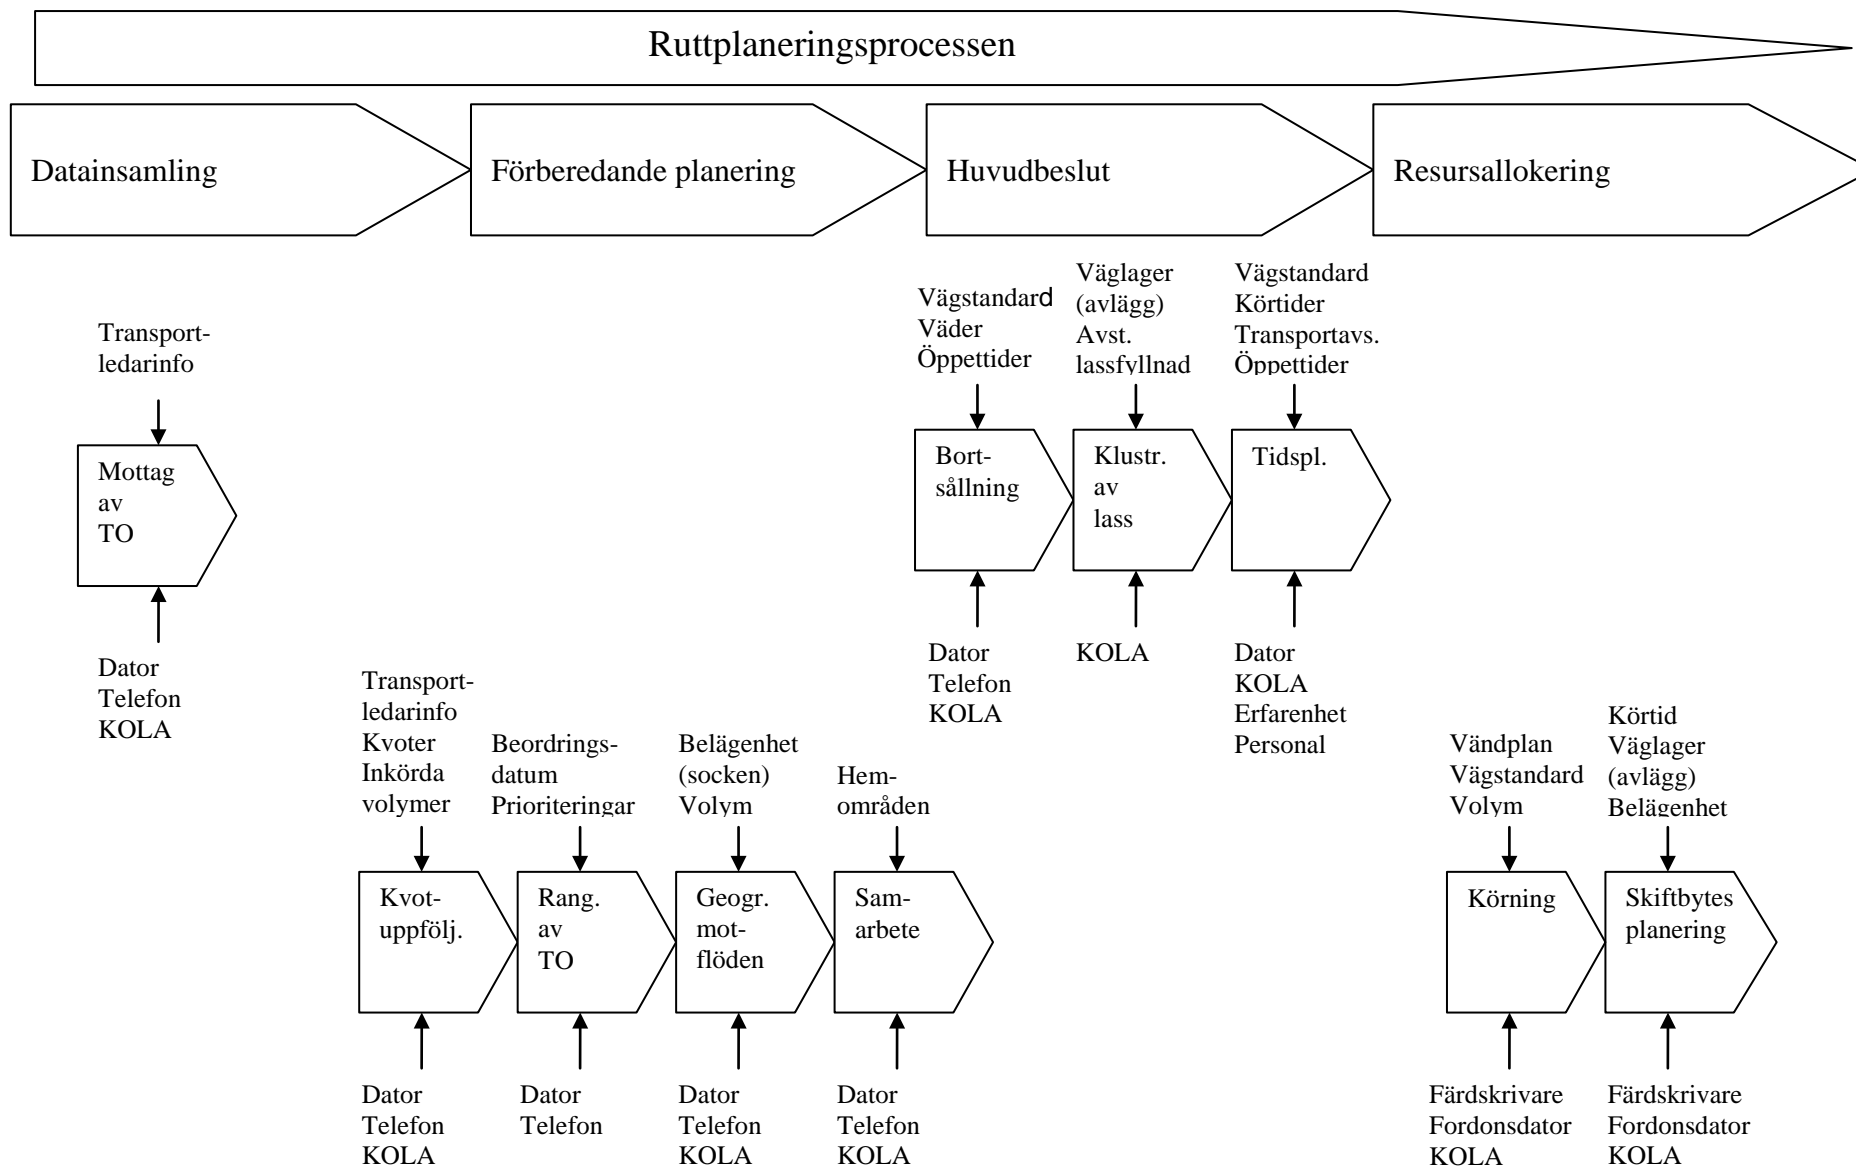 Ruttplaneringsprocessen
Datainsamling
Förberedande planering
Huvudbeslut
Resursallokering
Transport-
ledarinfo
Mottag
av
TO
Dator
Telefon
KOLA
Transport-
ledarinfo
Kvoter
Inkörda
volymer
Kvot-
uppfölj.
Dator
Telefon
KOLA
Beordrings-
datum
Prioriteringar
Rang.
av
TO
Dator
Telefon
Belägenhet
(socken)
Volym
Geogr.
mot-
flöden
Dator
Telefon
KOLA
Hem-
områden
Sam-
arbete
Dator
Telefon
KOLA
Vägstandard
Väder
Öppettider
Bort-
sållning
Dator
Telefon
KOLA
Väglager
(avlägg)
Avst.
lassfyllnad
Klustr.
av
lass
KOLA
Vägstandard
Körtider
Transportavs.
Öppettider
Tidspl.
Dator
KOLA
Erfarenhet
Personal
Vändplan
Vägstandard
Volym
Körning
Färdskrivare
Fordonsdator
KOLA
Körtid
Väglager
(avlägg)
Belägenhet
Skiftbytes
planering
Färdskrivare
Fordonsdator
KOLA